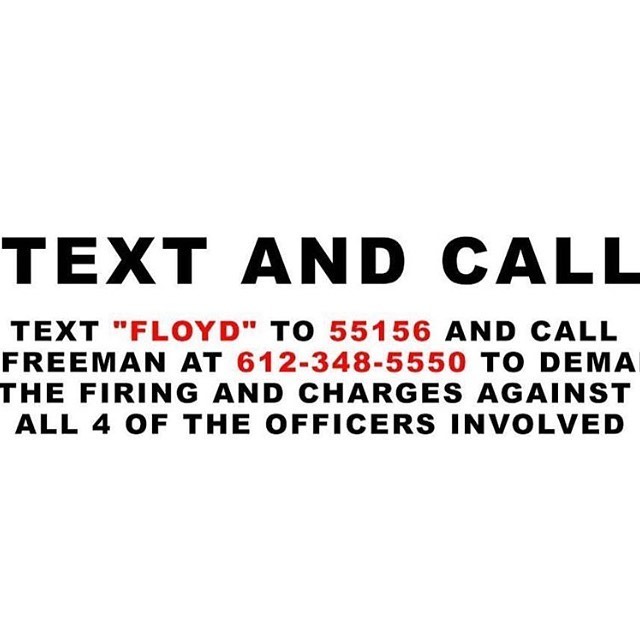 TEXT AND CALL
TEXT "FLOYD" TO 55156 AND CALL
FREEMAN AT 612-348-5550 TO DEMA
THE FIRING AND CHARGES AGAINST
ALL 4 OF THE OFFICERS INVOLVED